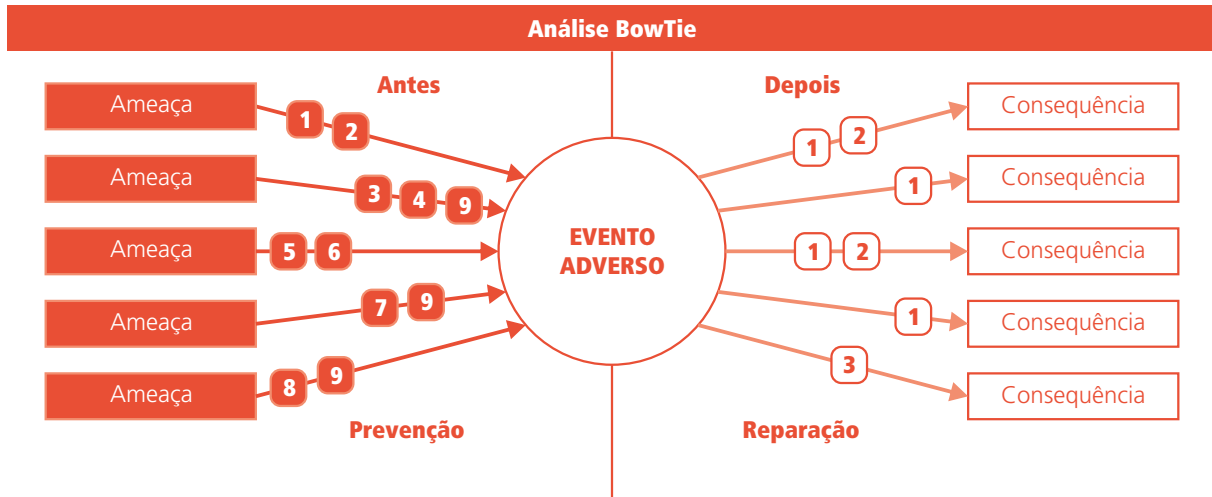 Análise BowTie
Antes
Depois
Ameaça
1 2
1 2
Consequência
Ameaça
3 4 9
1
Consequência
Ameaça
5 6
EVENTO
ADVERSO
1 2
Consequência
Ameaça
7 9
1
Consequência
Ameaça
8 9
3
Consequência
Prevenção
Reparação